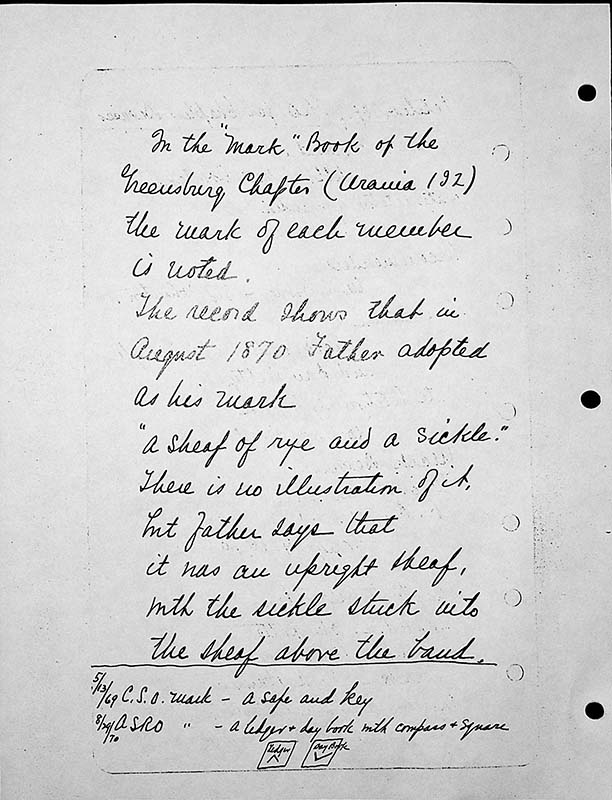 In the "Mark" Book of the
Greensburg Chapter (Urania 192)
the mark of each member
is noted.
The record shows that in
August 1870 Father adopted
as his mark
"a sheaf of rye and a sickle."
There is no illustration of it,
but father says that
it was an upright sheaf,
with the sickle stuck into
the sheaf above the band.
5/13/69 C.S.O. mark - a safe and key
8/29/70 A S R O " - a ledger + day book with compass + square
Ledger Day Book